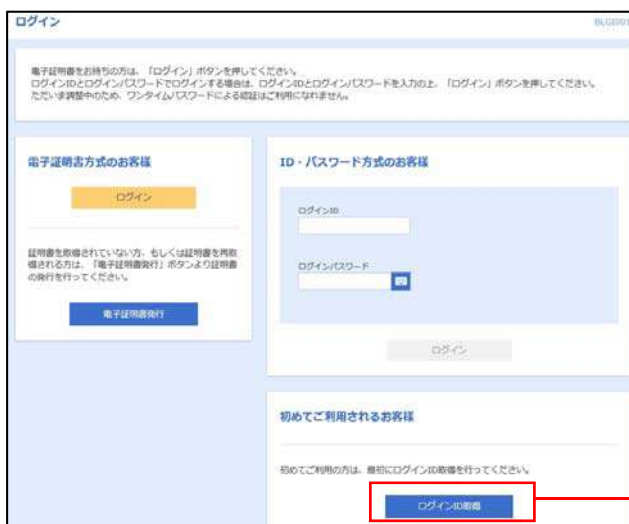 ログイン
BLGI001
電子証明書をお持ちの方は、「ログイン」ボタンを押してください。
ログインIDとログインパスワードでログインする場合は、ログインIDとログインパスワードを入力の上、「ログイン」ボタンを押してください。
ただいま調整中のため、ワンタイムパスワードによる認証はご利用になれません。
電子証明書方式のお客様
ログイン
証明書を取得されていない方、もしくは証明書を再取
得される方は、「電子証明書発行」ボタンより証明書
の発行を行ってください。
電子証明書発行
ID・パスワード方式のお客様
ログインID
ログインパスワード
ログイン
初めてご利用されるお客様
初めてご利用の方は、最初にログインID取得を行ってください。
ログインID取得